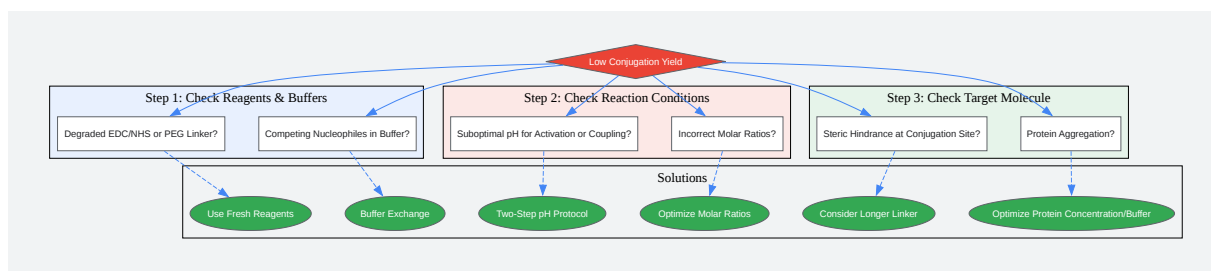 Low Conjugation Yield
Step 1: Check Reagents & Buffers
Step 2: Check Reaction Conditions
Step 3: Check Target Molecule
Degraded EDC/NHS or PEG Linker?
Competing Nucleophiles in Buffer?
Suboptimal pH for Activation or Coupling?
Incorrect Molar Ratios?
Steric Hindrance at Conjugation Site?
Protein Aggregation?
Solutions
Use Fresh Reagents
Buffer Exchange
Two-Step pH Protocol
Optimize Molar Ratios
Consider Longer Linker
Optimize Protein Concentration/Buffer